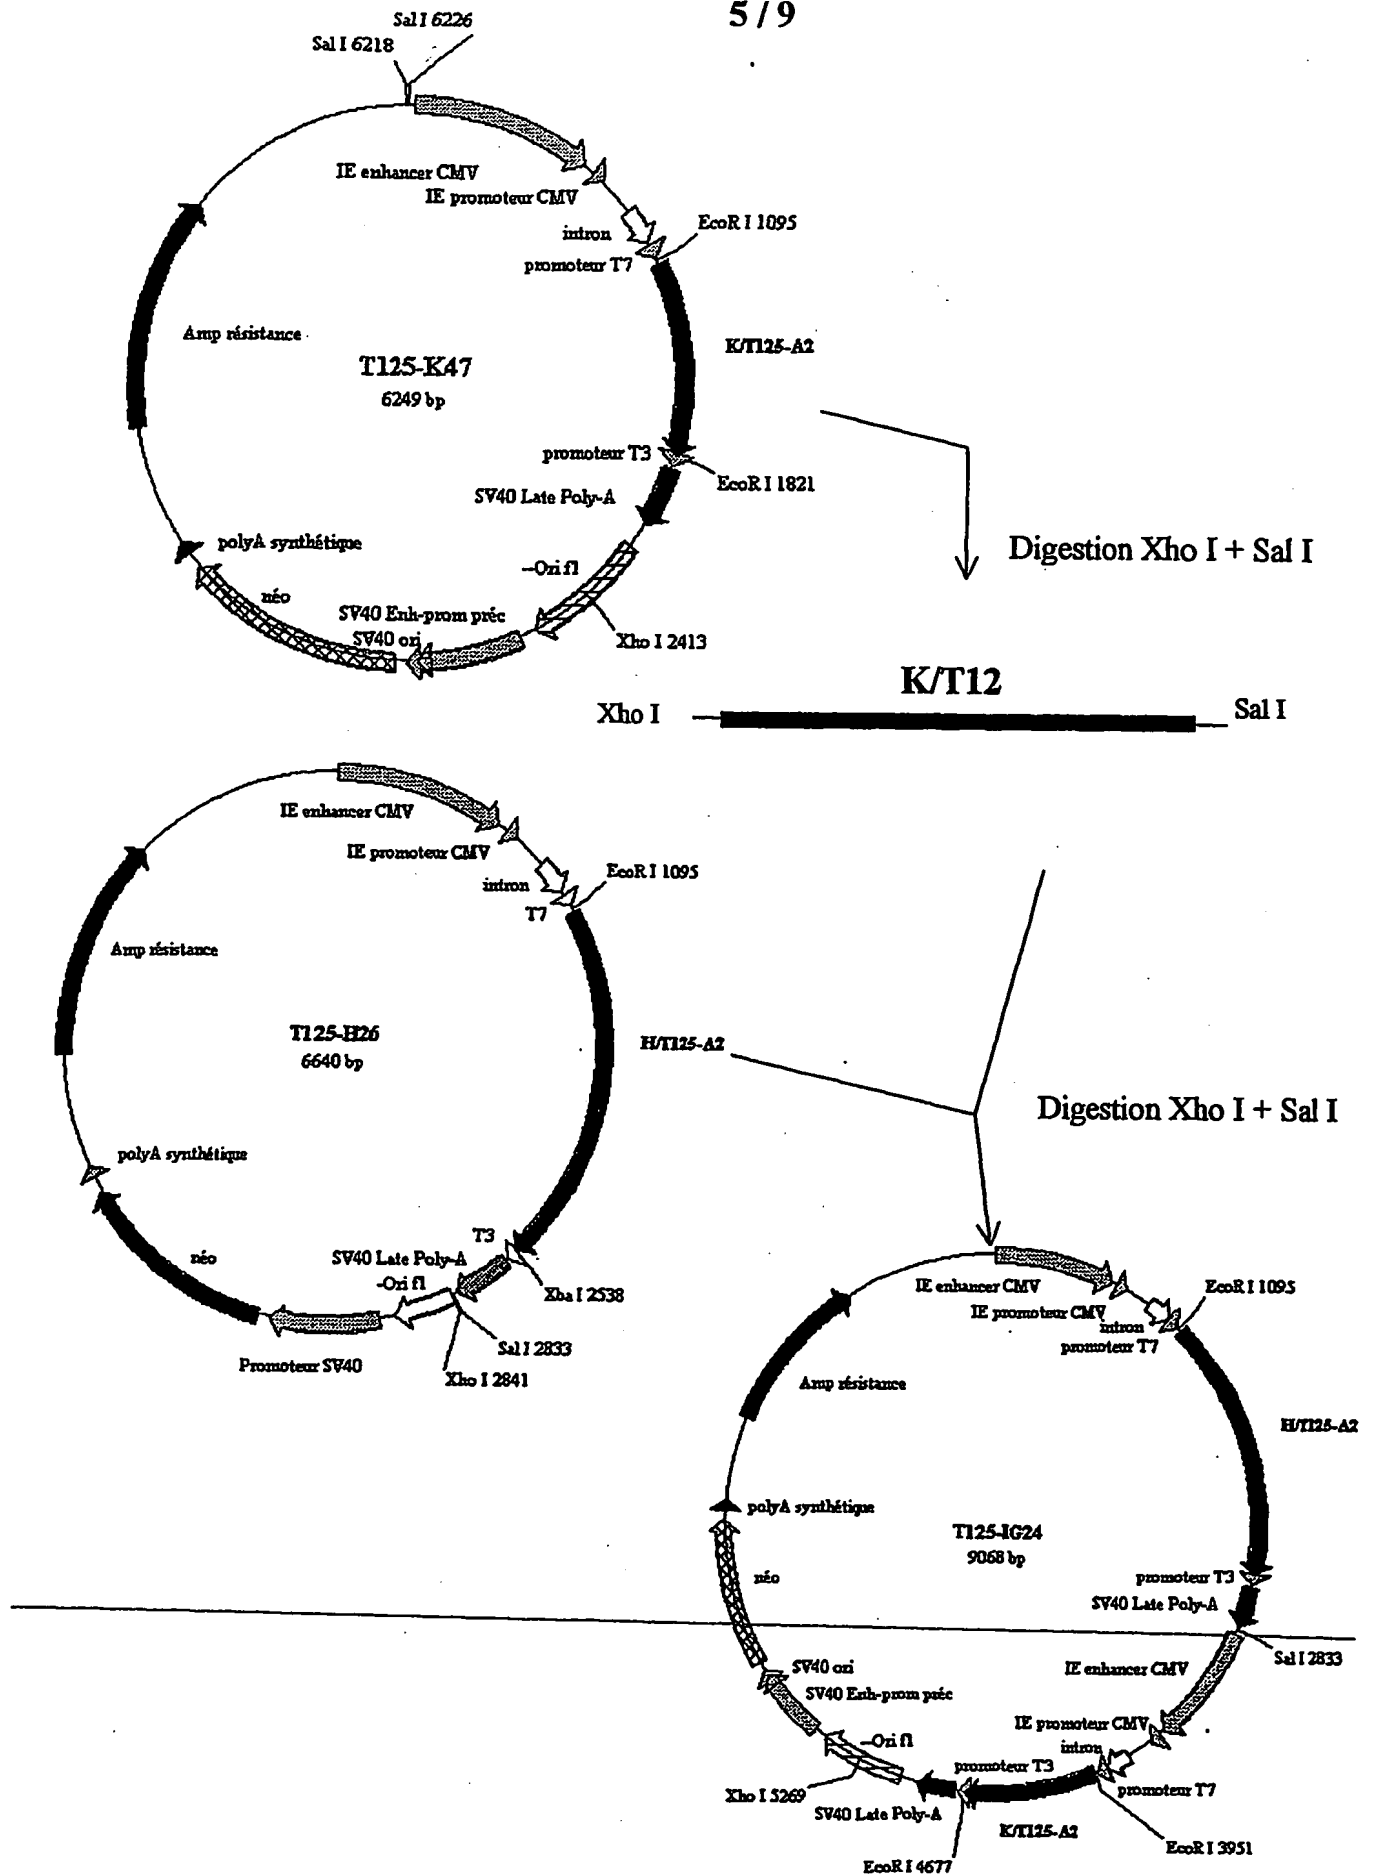 5 / 9
Sal I 6226
Sal I 6218
IE enhancer CMV
IE promoteur CMV
EcoR I 1095
intron
promoteur T7
Amp résistance
T125-K47
6249 bp
K/T125-A2
promoteur T3
EcoR I 1821
SV40 Late Poly-A
polyA synthétique
Digestion Xho I + Sal I
--Ori f1
néo
SV40 Enh-prom préc
SV40 ori
Xho I 2413
K/T12
Xho I
Sal I
IE enhancer CMV
IE promoteur CMV
EcoR I 1095
intron
T7
Amp résistance
T125-H26
6640 bp
H/T125-A2
Digestion Xho I + Sal I
polyA synthétique
T3
SV40 Late Poly-A
néo
-Ori f1
Xba I 2538
Sal I 2833
Promoteur SV40
Xho I 2841
IE enhancer CMV
EcoR I 1095
IE promoteur CMV
intron
promoteur T7
Amp résistance
H/T125-A2
polyA synthétique
T125-IG24
9068 bp
néo
promoteur T3
SV40 Late Poly-A
Sal I 2833
SV40 ori
IE enhancer CMV
SV40 Enh-prom préc
IE promoteur CMV
--Ori f1
intron
promoteur T3
Xho I 5269
promoteur T7
SV40 Late Poly-A
K/T125-A2
EcoR I 3951
EcoR I 4677